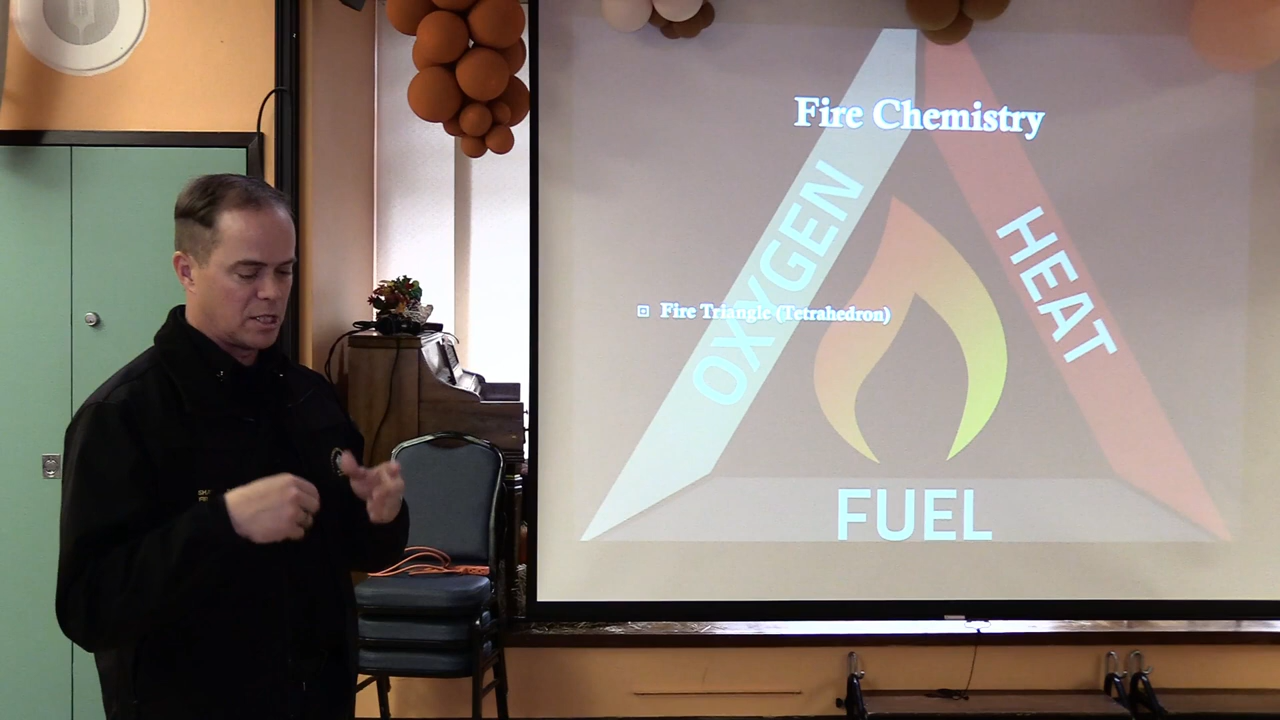 Fire Chemistry
OXYGEN
HEAT
Fire Triangle (Tetrahedron)
FUEL